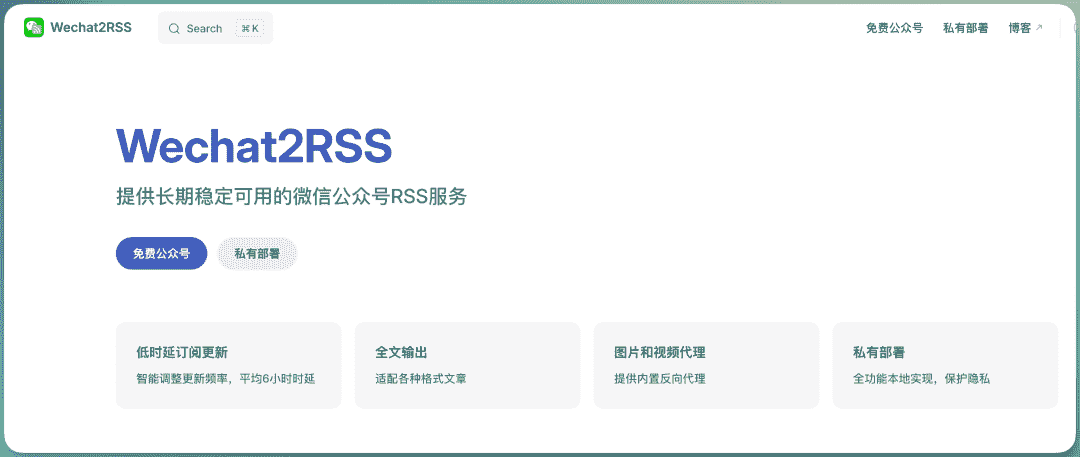 Wechat2RSS Search ⌘ K 免费公众号 私有部署 博客 ↗
Wechat2RSS
提供长期稳定可用的微信公众号RSS服务
免费公众号 私有部署
低时延订阅更新
智能调整更新频率，平均6小时时延
全文输出
适配各种格式文章
图片和视频代理
提供内置反向代理
私有部署
全功能本地实现，保护隐私